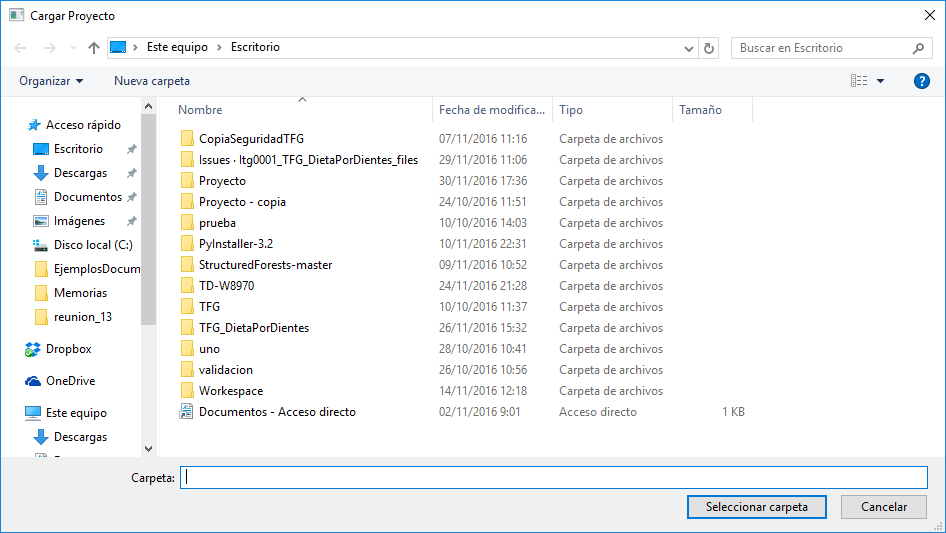 Cargar Proyecto
Este equipo > Escritorio
Buscar en Escritorio
Organizar
Nueva carpeta
?
Acceso rápido
Escritorio
Descargas
Documentos
Imágenes
Disco local (C:)
EjemplosDocum
Memorias
reunion_13
Dropbox
OneDrive
Este equipo
Descargas
Nombre Fecha de modifica... Tipo Tamaño
CopiaSeguridadTFG 07/11/2016 11:16 Carpeta de archivos
Issues · ltg0001_TFG_DietaPorDientes_files 29/11/2016 11:06 Carpeta de archivos
Proyecto 30/11/2016 17:36 Carpeta de archivos
Proyecto - copia 24/10/2016 11:51 Carpeta de archivos
prueba 10/10/2016 14:03 Carpeta de archivos
PyInstaller-3.2 10/11/2016 22:31 Carpeta de archivos
StructuredForests-master 09/11/2016 10:52 Carpeta de archivos
TD-W8970 24/11/2016 21:28 Carpeta de archivos
TFG 10/10/2016 11:37 Carpeta de archivos
TFG_DietaPorDientes 26/11/2016 15:32 Carpeta de archivos
uno 28/10/2016 10:41 Carpeta de archivos
validacion 26/10/2016 10:56 Carpeta de archivos
Workespace 14/11/2016 12:18 Carpeta de archivos
Documentos - Acceso directo 02/11/2016 9:01 Acceso directo 1 KB
Carpeta:
Seleccionar carpeta
Cancelar